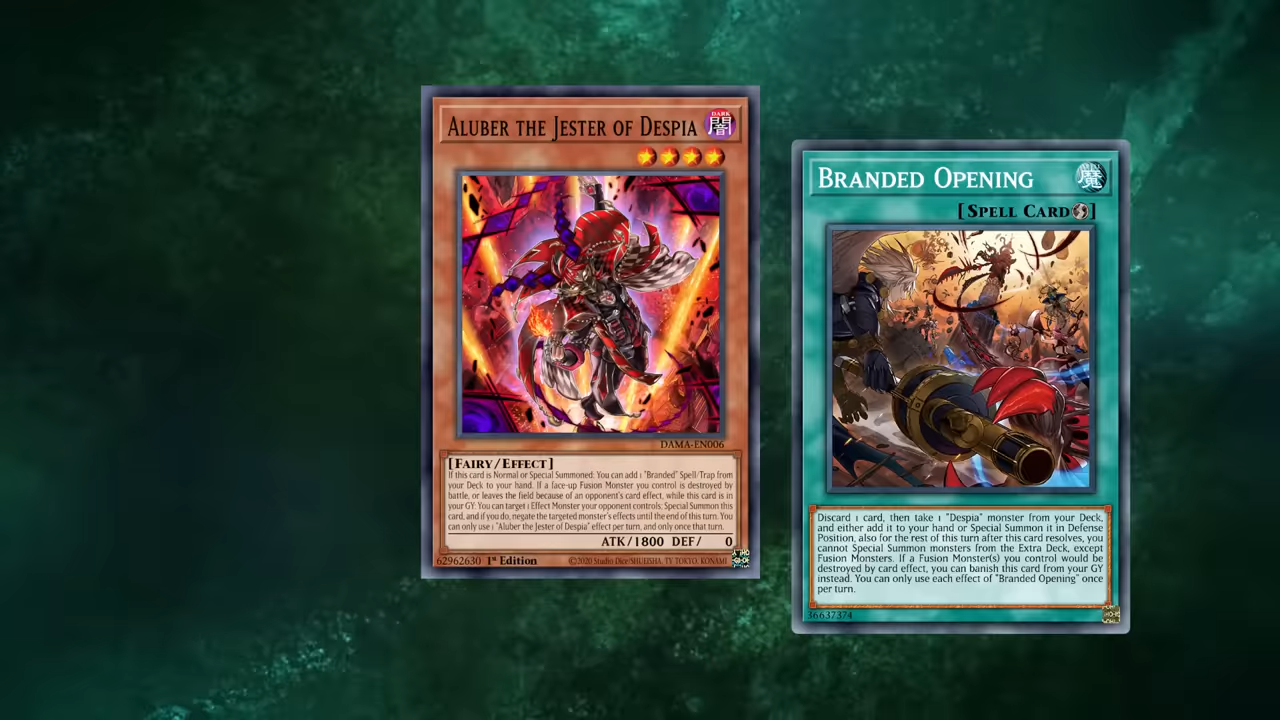 ALUBER THE JESTER OF DESPIA
DARK
闇
DAMA-EN006
[FAIRY/EFFECT]
If this card is Normal or Special Summoned: You can add 1 "Branded" Spell/Trap from
your Deck to your hand. If a face-up Fusion Monster you control is destroyed by
battle, or leaves the field because of an opponent's card effect, while this card is in
your GY: You can target 1 Effect Monster your opponent controls; Special Summon this
card, and if you do, negate the targeted monster's effects until the end of this turn. You
can only use 1 "Aluber the Jester of Despia" effect per turn, and only once that turn.
ATK/1800 DEF/ 0
62962630 1st Edition ©2020 Studio Dice/SHUEISHA, TV TOKYO, KONAMI
BRANDED OPENING
魔
[SPELL CARD]
Discard 1 card, then take 1 "Despia" monster from your Deck,
and either add it to your hand or Special Summon it in Defense
Position, also for the rest of this turn after this card resolves, you
cannot Special Summon monsters from the Extra Deck, except
Fusion Monsters. If a Fusion Monster(s) you control would be
destroyed by card effect, you can banish this card from your GY
instead. You can only use each effect of "Branded Opening" once
per turn.
36637374